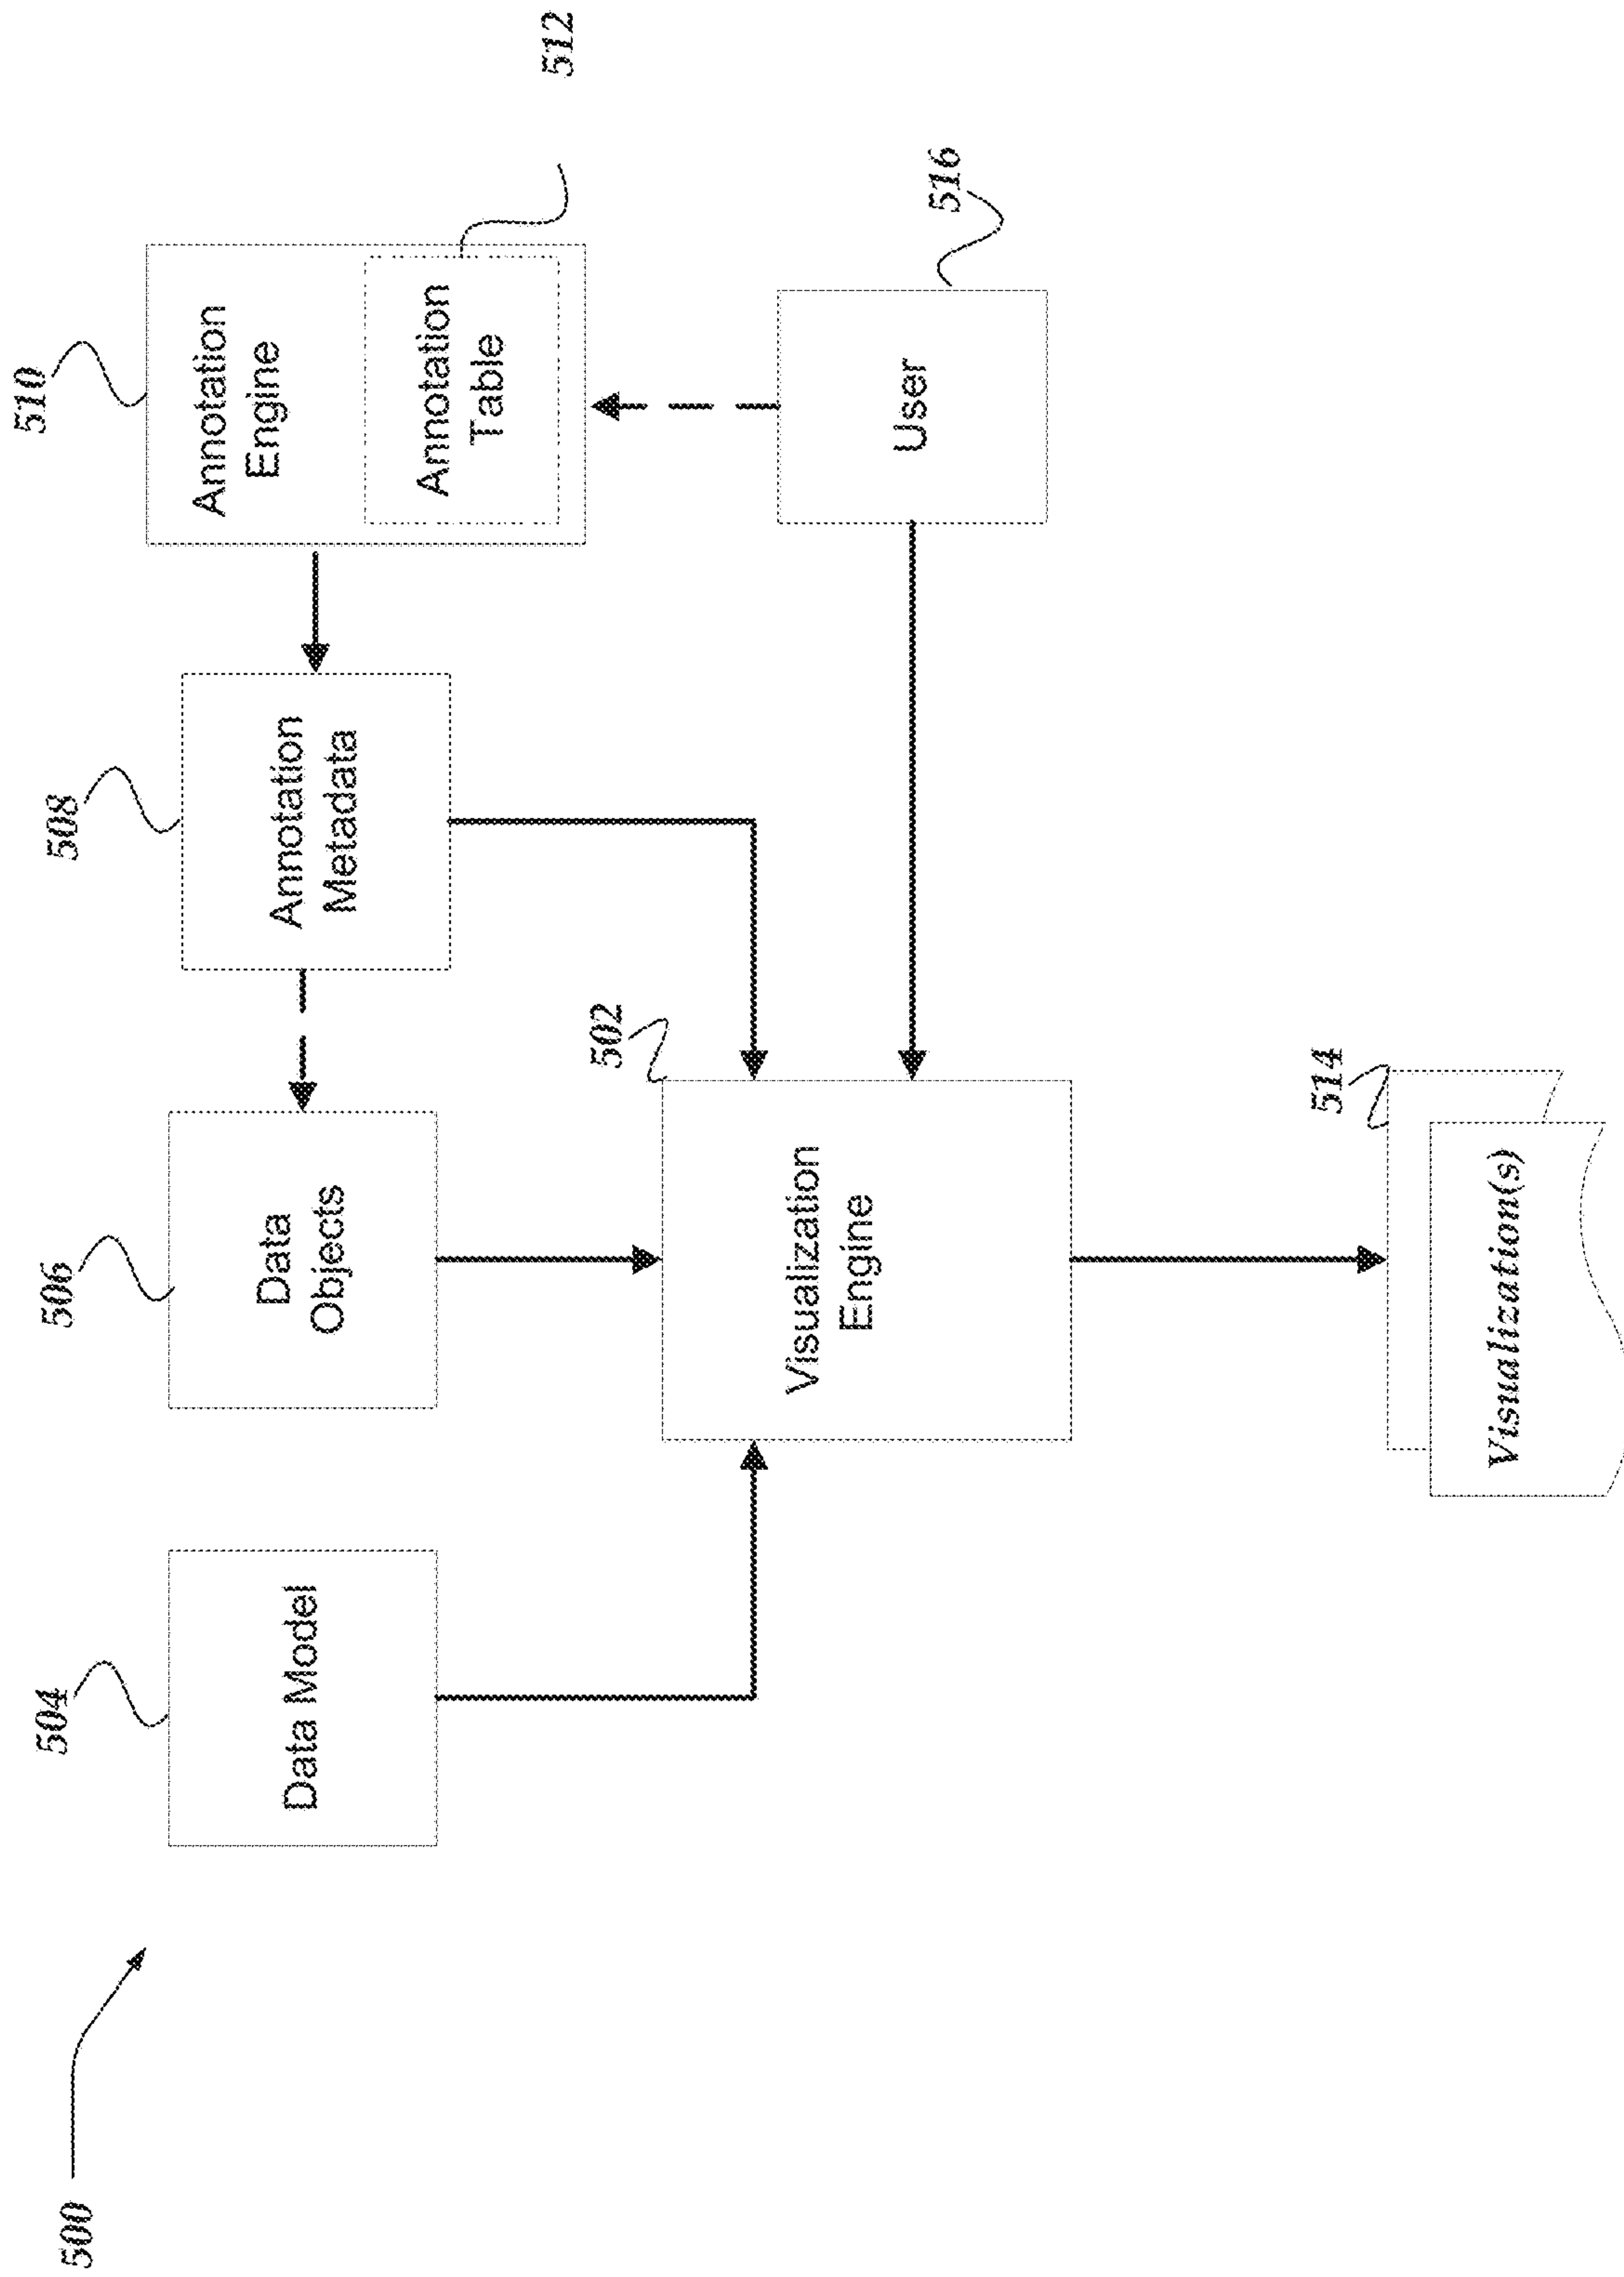 500
504
506
508
510
Data Model
Data
Objects
Annotation
Metadata
Annotation
Engine
Annotation
Table
512
502
Visualization
Engine
User
516
514
Visualization(s)